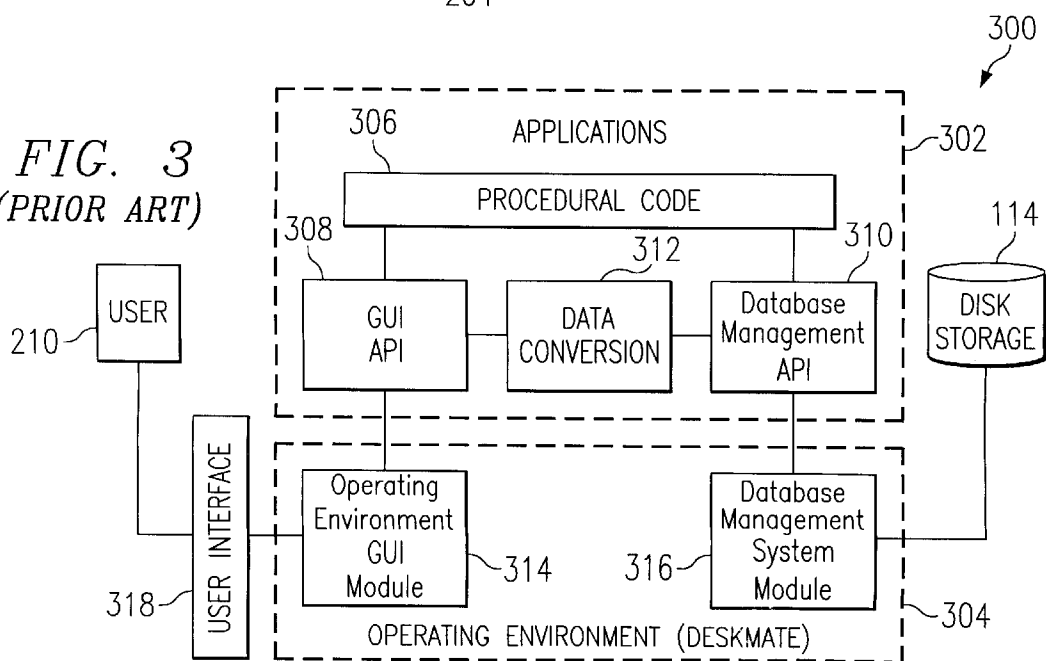 300
306
APPLICATIONS
302
FIG. 3
(PRIOR ART)
PROCEDURAL CODE
308
312
310
114
USER
210
GUI
API
DATA
CONVERSION
Database
Management
API
DISK
STORAGE
USER INTERFACE
318
Operating
Environment
GUI
Module
314
316
Database
Management
System
Module
304
OPERATING ENVIRONMENT (DESKMATE)